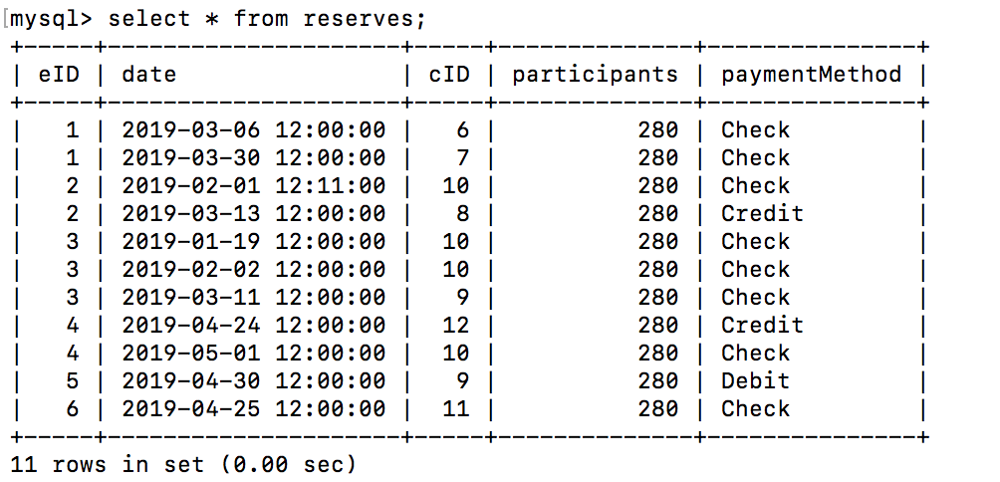 [mysql> select * from reserves;
+------+---------------------+------+--------------+---------------+
| eID  | date                | cID  | participants | paymentMethod |
+------+---------------------+------+--------------+---------------+
|    1 | 2019-03-06 12:00:00 |    6 |          280 | Check         |
|    1 | 2019-03-30 12:00:00 |    7 |          280 | Check         |
|    2 | 2019-02-01 12:11:00 |   10 |          280 | Check         |
|    2 | 2019-03-13 12:00:00 |    8 |          280 | Credit        |
|    3 | 2019-01-19 12:00:00 |   10 |          280 | Check         |
|    3 | 2019-02-02 12:00:00 |   10 |          280 | Check         |
|    3 | 2019-03-11 12:00:00 |    9 |          280 | Check         |
|    4 | 2019-04-24 12:00:00 |   12 |          280 | Credit        |
|    4 | 2019-05-01 12:00:00 |   10 |          280 | Check         |
|    5 | 2019-04-30 12:00:00 |    9 |          280 | Debit         |
|    6 | 2019-04-25 12:00:00 |   11 |          280 | Check         |
+------+---------------------+------+--------------+---------------+
11 rows in set (0.00 sec)